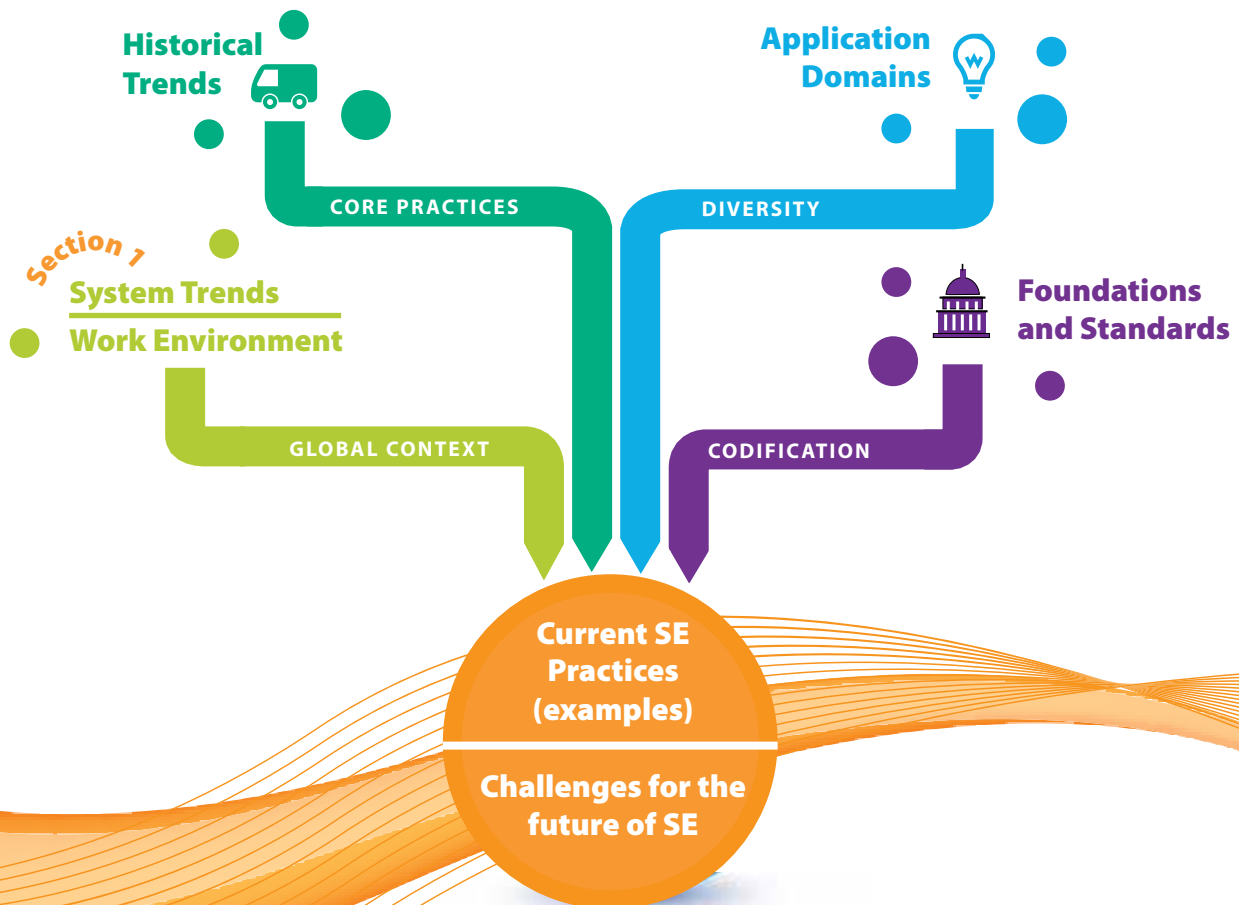 Historical
Trends
Application
Domains
CORE PRACTICES
DIVERSITY
Section 1
System Trends
Work Environment
Foundations
and Standards
GLOBAL CONTEXT
CODIFICATION
Current SE
Practices
(examples)
Challenges for the
future of SE